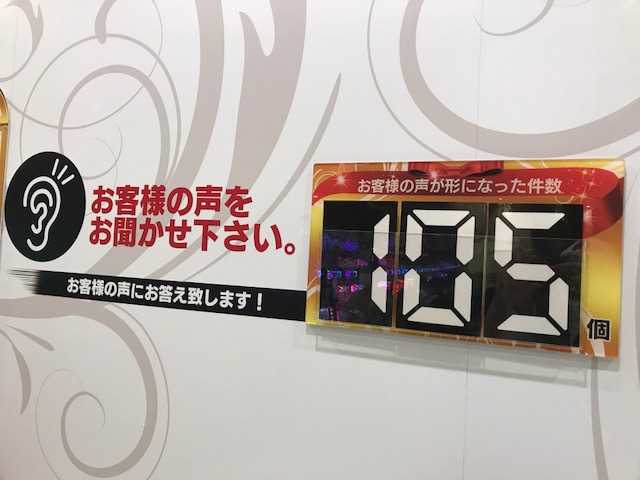 お客様の声を
お聞かせ下さい。
お客様の声にお答え致します！
お客様の声が形になった件数
105
個